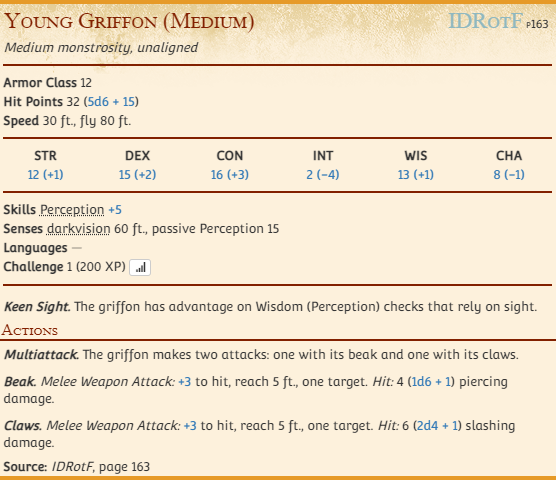 Young Griffon (Medium) IDRotF p163
Medium monstrosity, unaligned
Armor Class 12
Hit Points 32 (5d6 + 15)
Speed 30 ft., fly 80 ft.
STR DEX CON INT WIS CHA
12 (+1) 15 (+2) 16 (+3) 2 (−4) 13 (+1) 8 (−1)
Skills Perception +5
Senses darkvision 60 ft., passive Perception 15
Languages —
Challenge 1 (200 XP)
Keen Sight. The griffon has advantage on Wisdom (Perception) checks that rely on sight.
Actions
Multiattack. The griffon makes two attacks: one with its beak and one with its claws.
Beak. Melee Weapon Attack: +3 to hit, reach 5 ft., one target. Hit: 4 (1d6 + 1) piercing
damage.
Claws. Melee Weapon Attack: +3 to hit, reach 5 ft., one target. Hit: 6 (2d4 + 1) slashing
damage.
Source: IDRotF, page 163